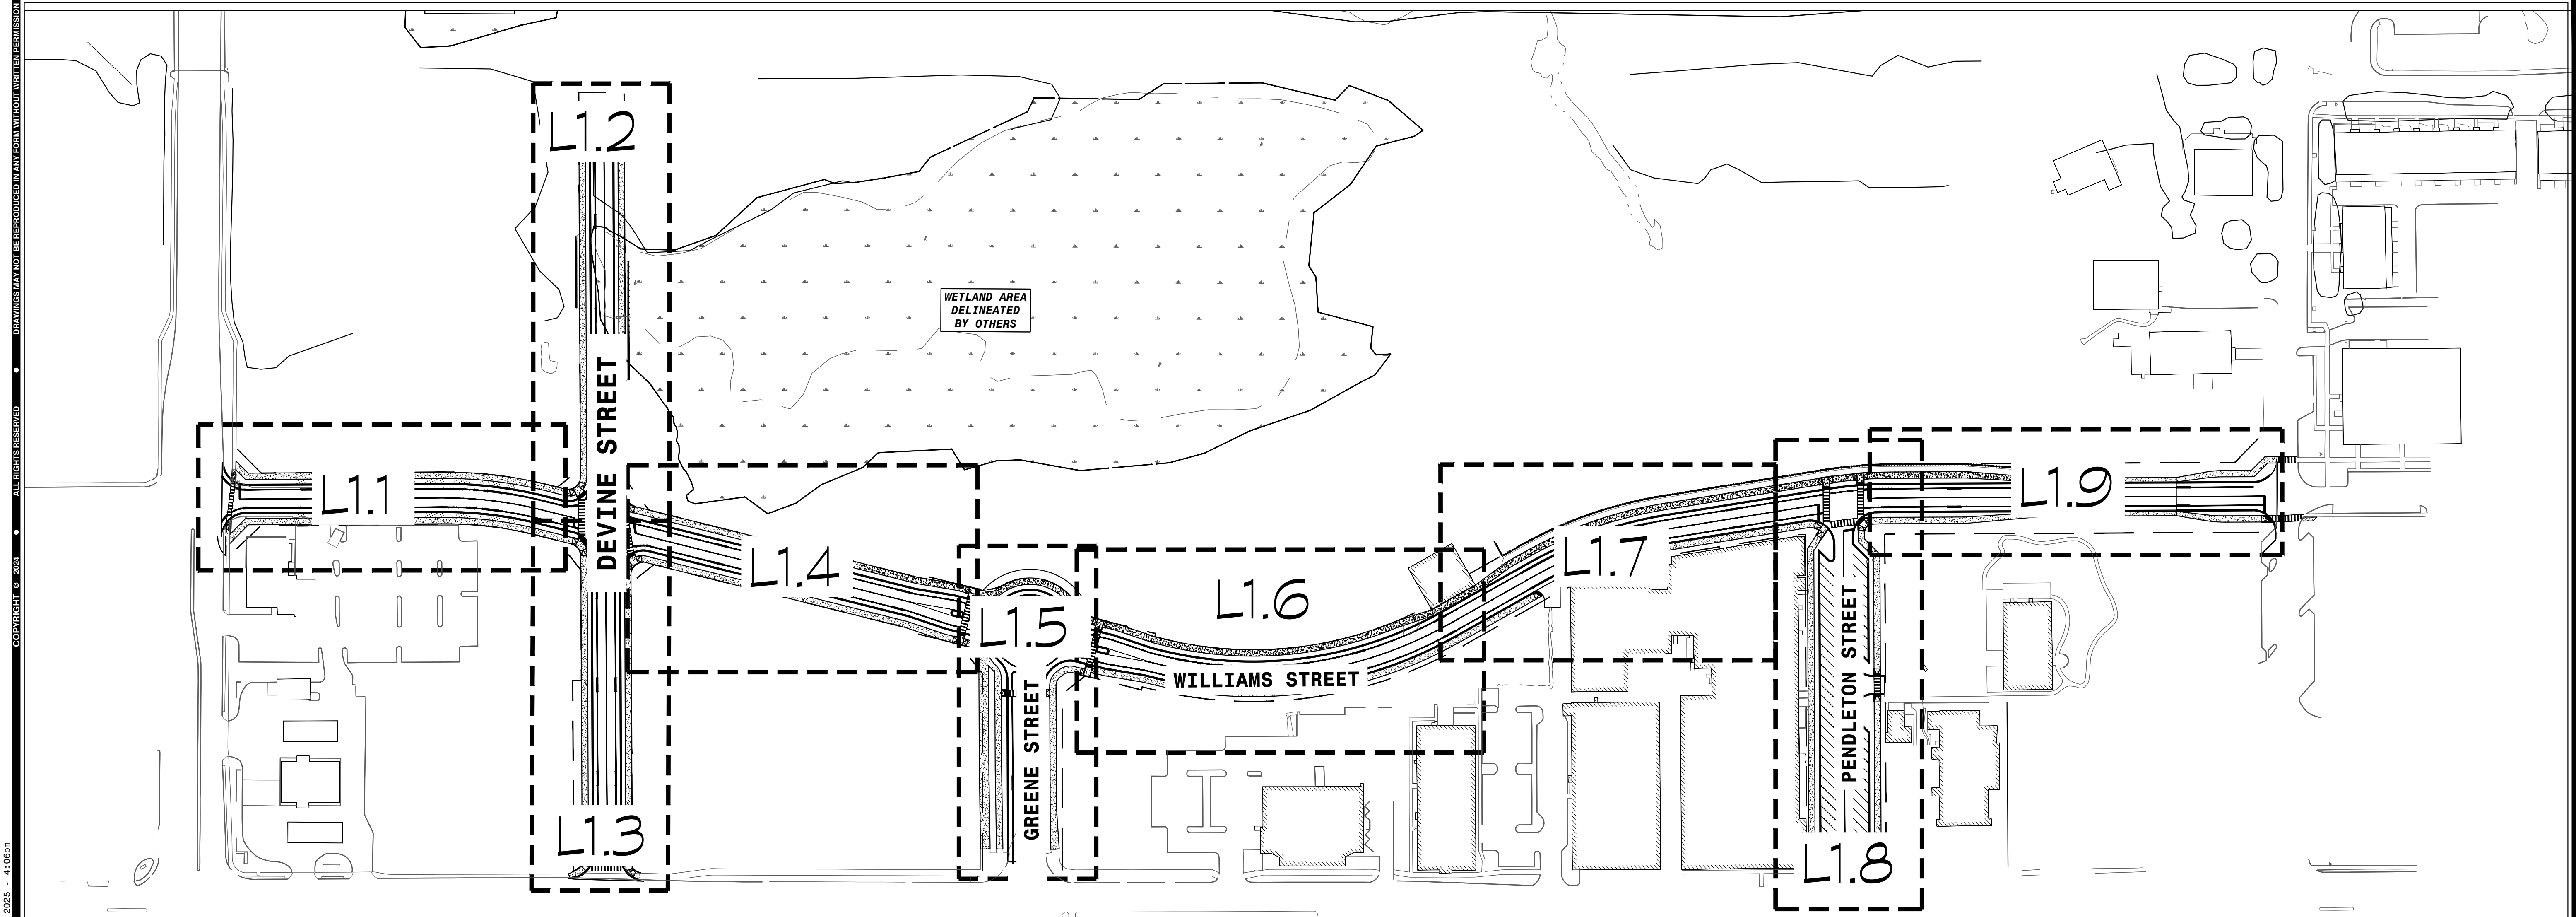 DRAWINGS MAY NOT BE REPRODUCED IN ANY FORM WITHOUT WRITTEN PERMISSION
ALL RIGHTS RESERVED
COPYRIGHT © 2024
2025 - 4:06pm
L1.2
WETLAND AREA
DELINEATED
BY OTHERS
DEVINE STREET
L1.1
L1.4
L1.5
L1.6
L1.7
L1.9
WILLIAMS STREET
GREENE STREET
PENDLETON STREET
L1.3
L1.8